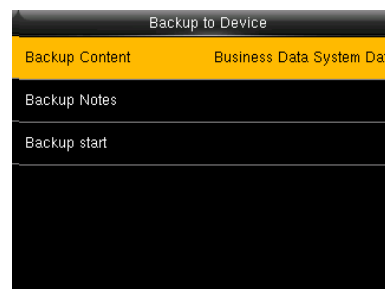 Backup to Device
Backup Content Business Data System Da
Backup Notes
Backup start